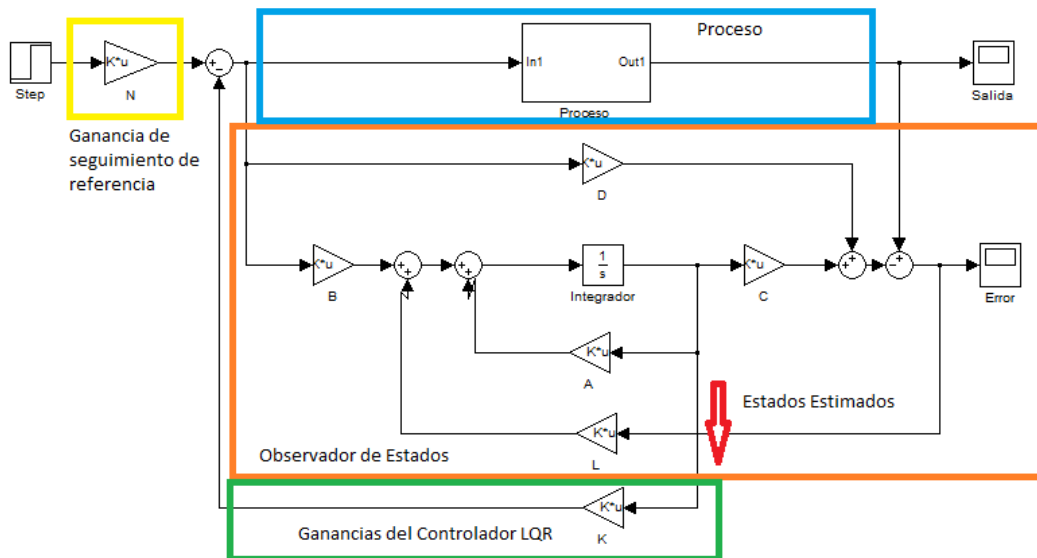 Proceso
K*u
In1
Out1
Step
N
Salida
Proceso
Ganancia de
seguimiento de
referencia
K*u
D
K*u
B
1
s
Integrador
K*u
C
Error
K*u
A
Estados Estimados
K*u
L
Observador de Estados
K*u
K
Ganancias del Controlador LQR